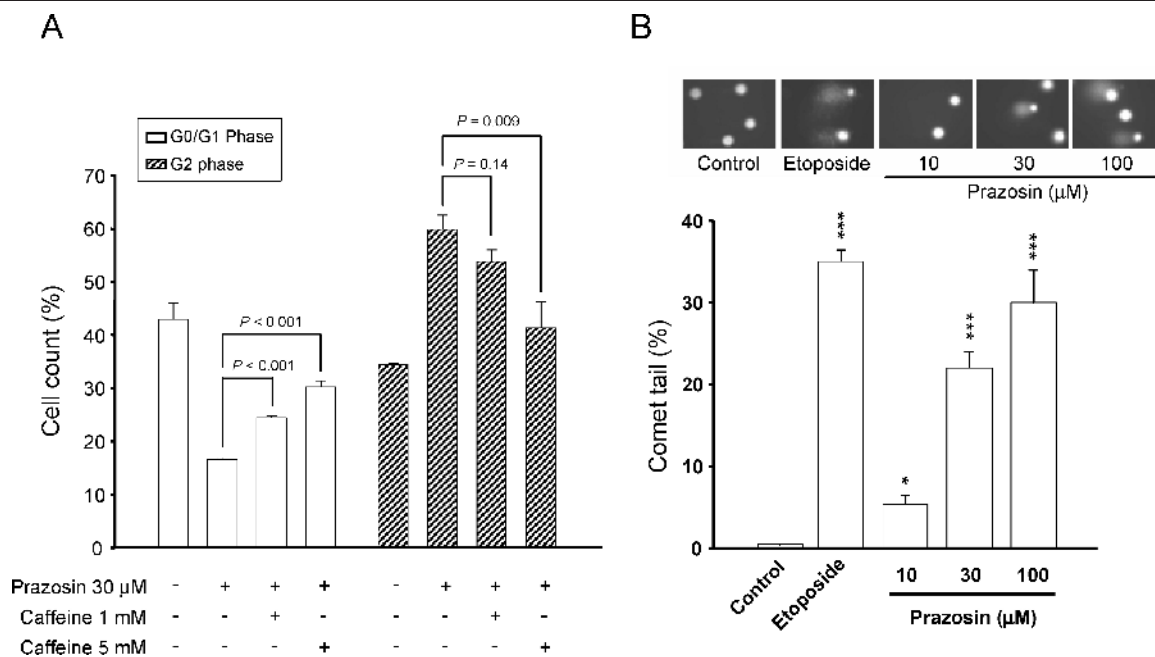 A
B
G0/G1 Phase
G2 phase
P = 0.009
P = 0.14
P < 0.001
P < 0.001
Cell count (%)
70
60
50
40
30
20
10
0
Prazosin 30 µM - + + + - + + +
Caffeine 1 mM - - + - - - + -
Caffeine 5 mM - - - + - - - +
Control Etoposide 10 30 100
Prazosin (µM)
Comet tail (%)
40
30
20
10
0
***
*
***
***
Control Etoposide 10 30 100
Prazosin (µM)